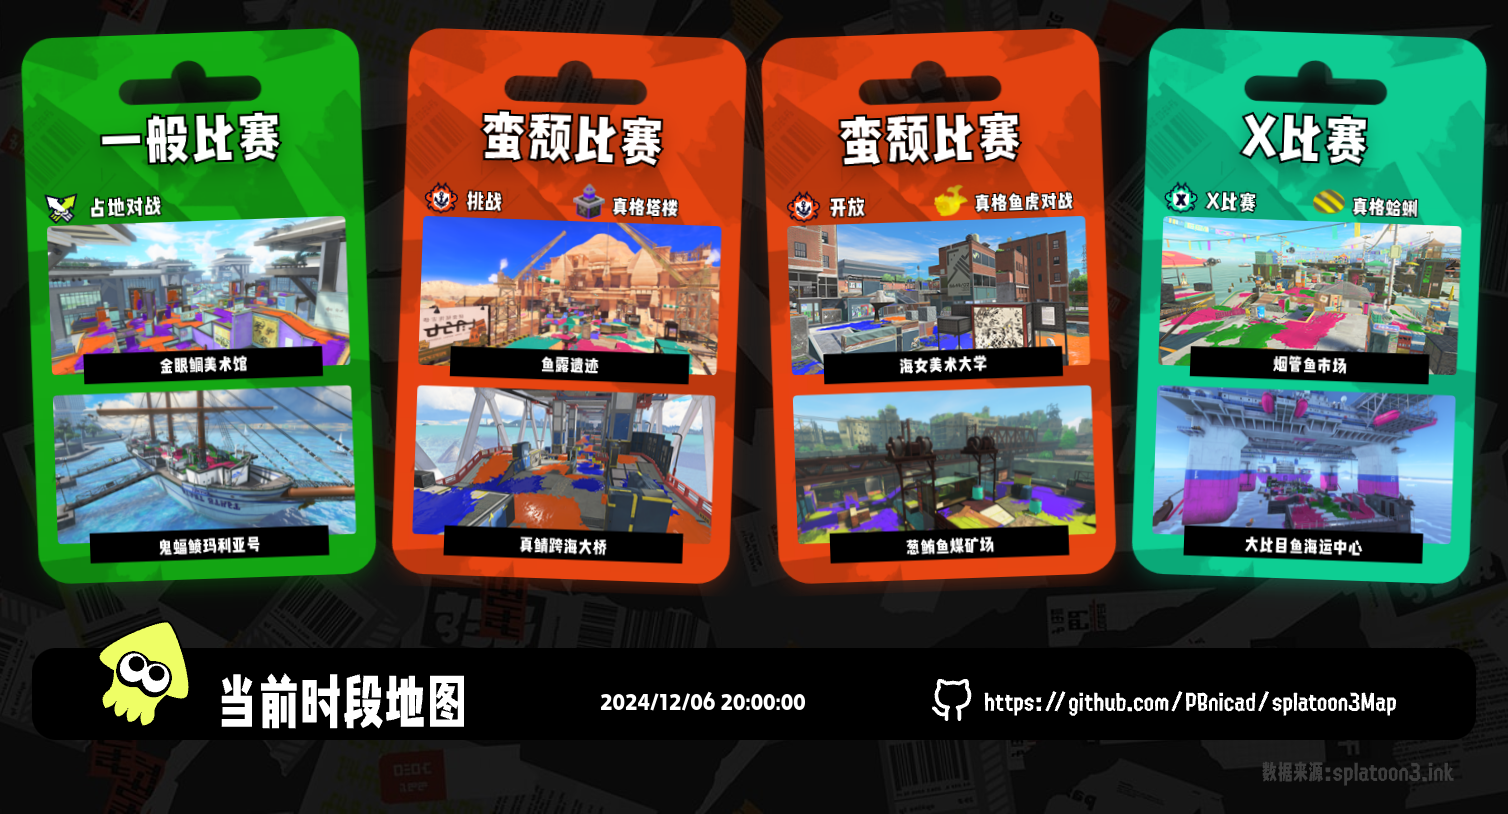 一般比赛
占地对战
金眼鲷美术馆
鬼蝠鲼玛利亚号
蛮颓比赛
挑战
真格塔楼
鱼露遗迹
真鲭跨海大桥
蛮颓比赛
开放
真格鱼虎对战
海女美术大学
葱鲔鱼煤矿场
X比赛
X比赛
真格蛤蜊
烟管鱼市场
大比目鱼海运中心
当前时段地图
2024/12/06 20:00:00
https://github.com/PBnicad/splatoon3Map
数据来源:splatoon3.ink